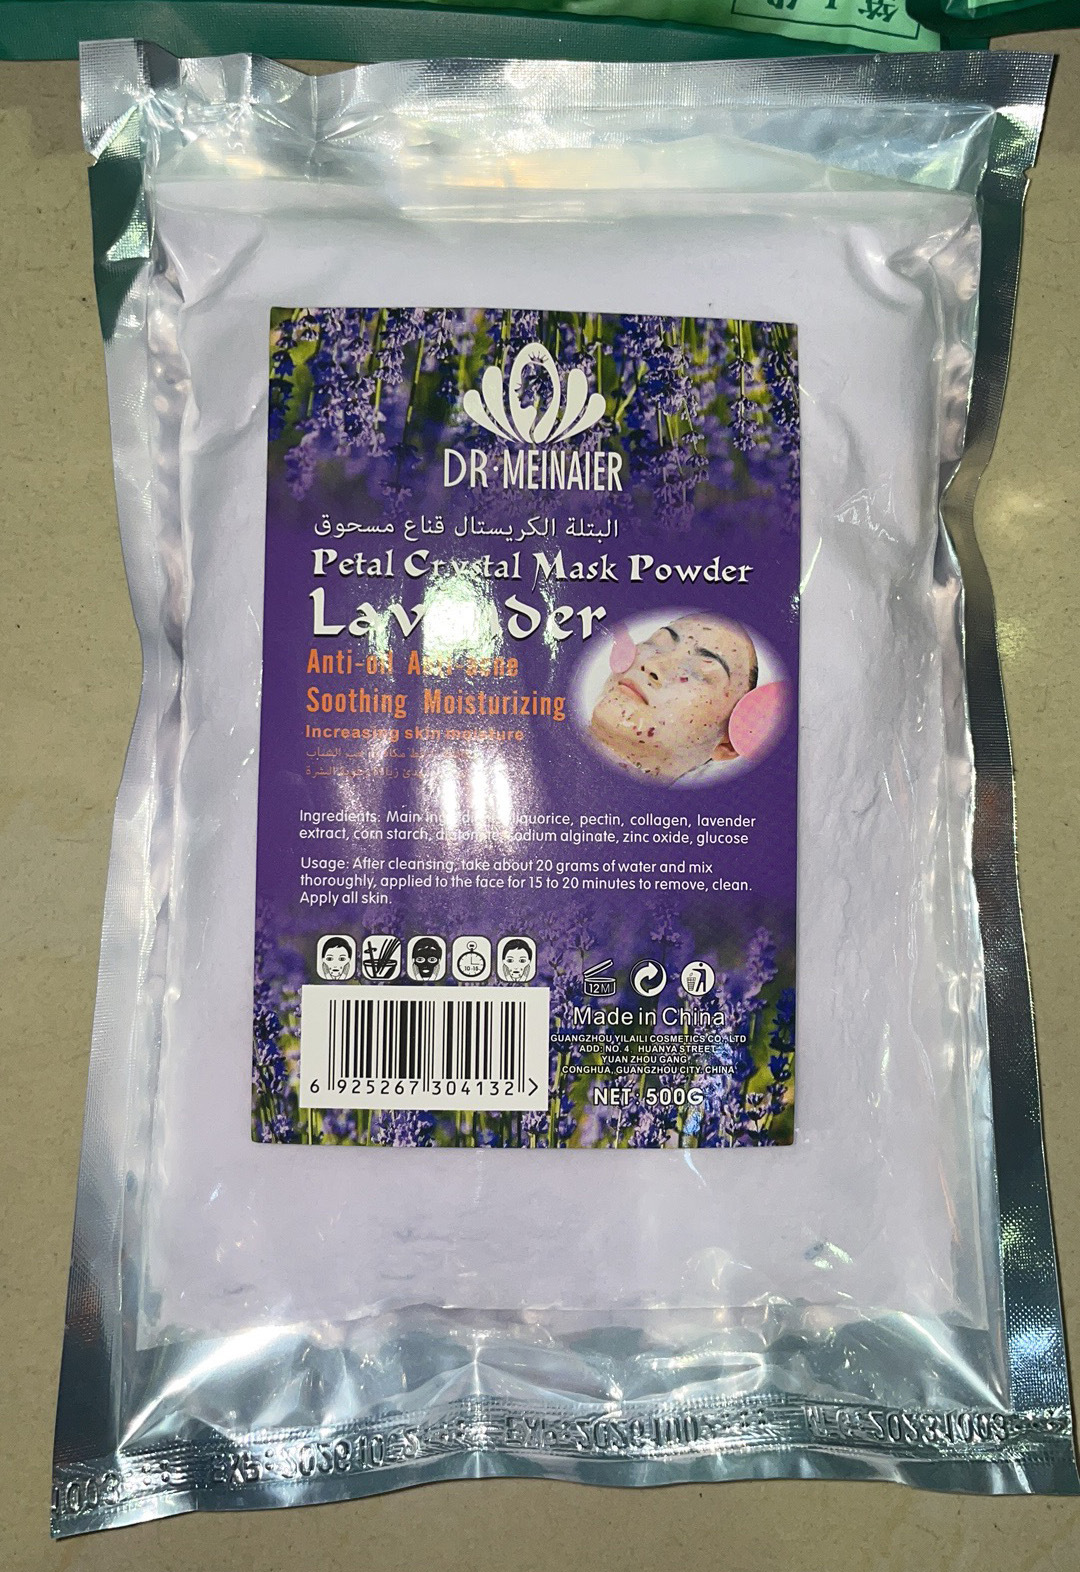 DR·MEINAIER
البتلة الكريستال قناع مسحوق
Petal Crystal Mask Powder
Lavender
Anti-oil Anti-acne
Soothing Moisturizing
Increasing skin moisture
Ingredients: Main liquorice, pectin, collagen, lavender
extract, corn starch, sodium alginate, zinc oxide, glucose
Usage: After cleansing, take about 20 grams of water and mix
thoroughly, applied to the face for 15 to 20 minutes to remove, clean.
Apply all skin.
12M
Made in China
GUANGZHOU YILAILI COSMETICS CO., LTD
ADD: NO. 4 HUANYA STREET,
YUAN ZHOU GANG,
CONGHUA, GUANGZHOU CITY, CHINA
NET: 500G
6 925267 304132 >